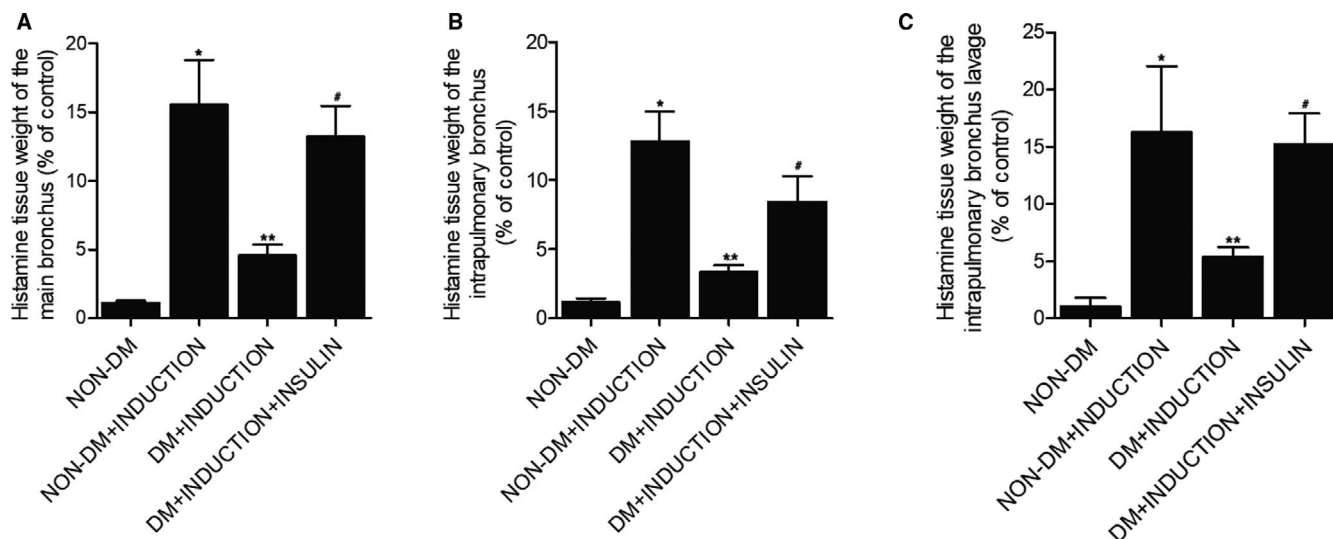 A
Histamine tissue weight of the
main bronchus (% of control)
20
15
10
5
0
*
**
#
NON-DM
NON-DM+INDUCTION
DM+INDUCTION
DM+INDUCTION+INSULIN
B
Histamine tissue weight of the
intrapulmonary bronchus
(% of control)
20
15
10
5
0
*
**
#
NON-DM
NON-DM+INDUCTION
DM+INDUCTION
DM+INDUCTION+INSULIN
C
Histamine tissue weight of the
intrapulmonary bronchus lavage
(% of control)
25
20
15
10
5
0
*
**
#
NON-DM
NON-DM+INDUCTION
DM+INDUCTION
DM+INDUCTION+INSULIN